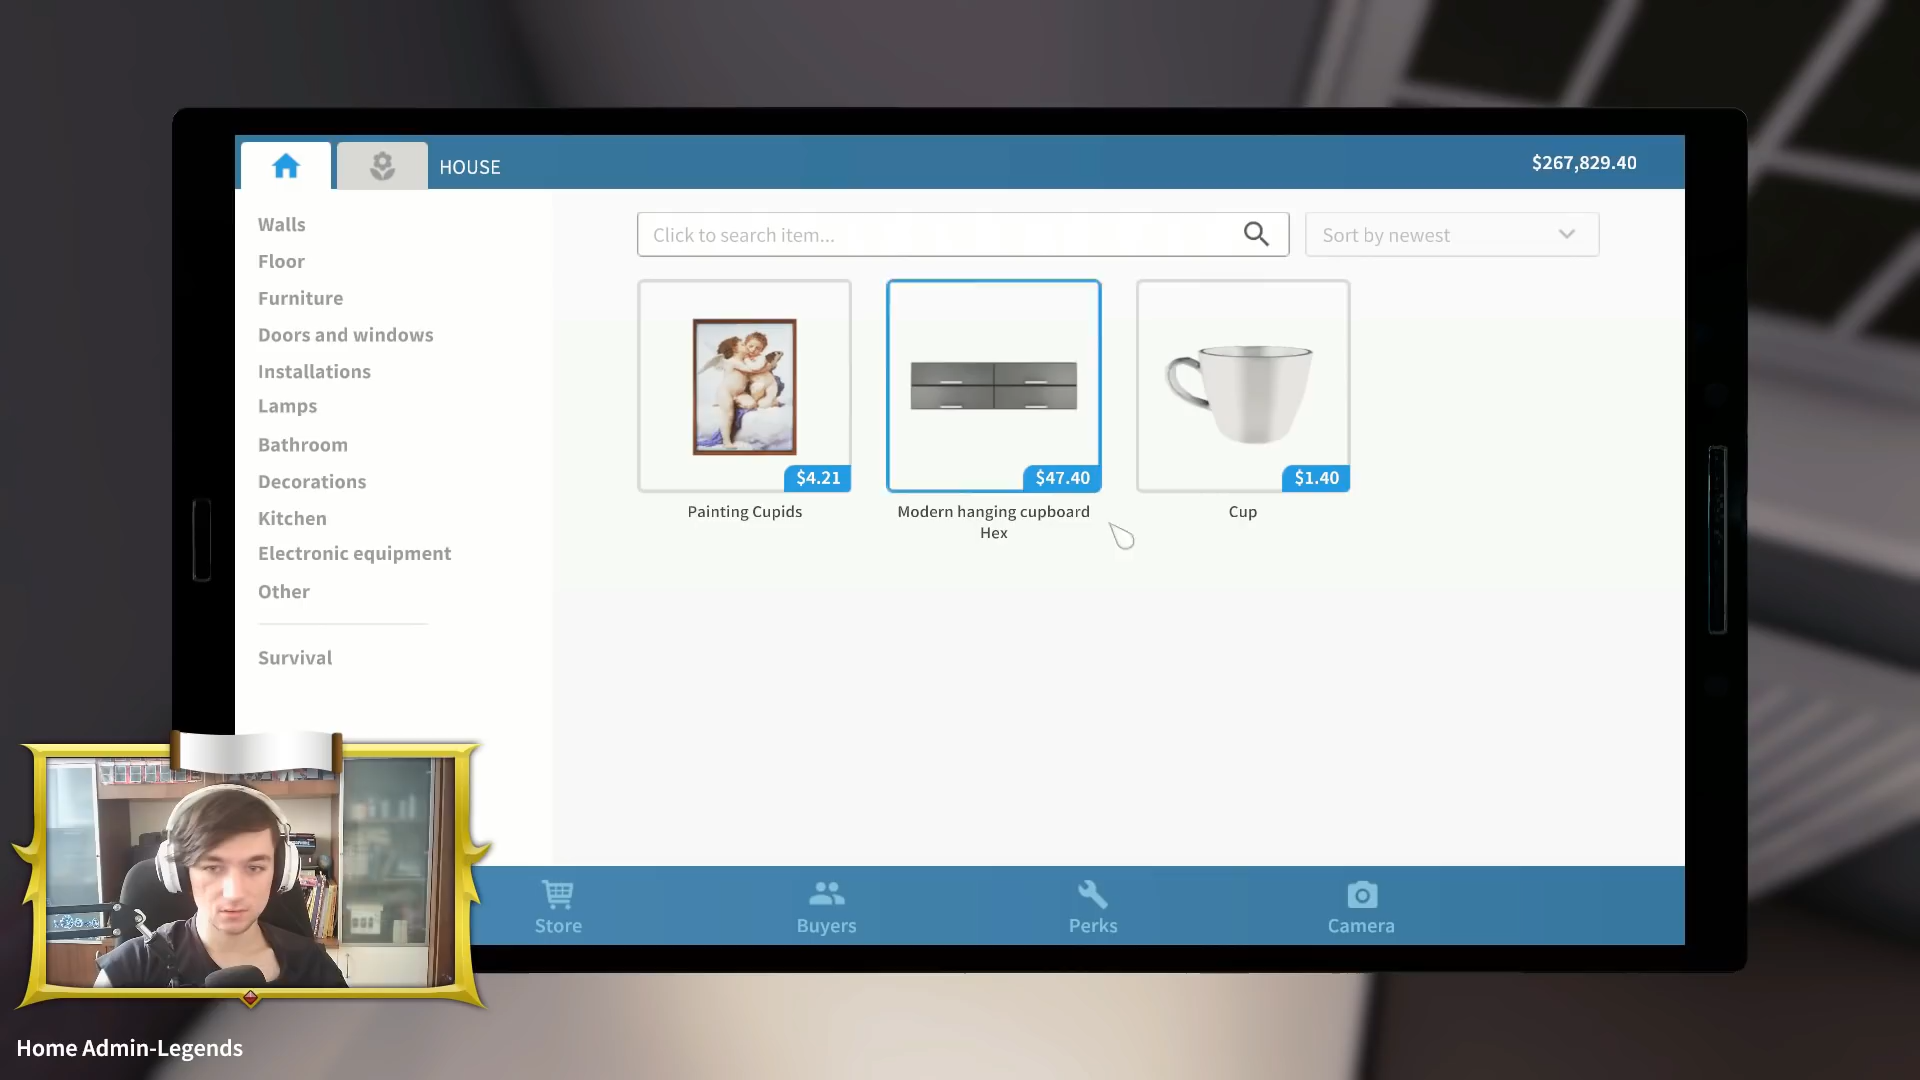 HOUSE
$267,829.40
Walls
Floor
Furniture
Doors and windows
Installations
Lamps
Bathroom
Decorations
Kitchen
Electronic equipment
Other
Survival
Click to search item...
Sort by newest
$4.21
$47.40
$1.40
Painting Cupids
Modern hanging cupboard
Hex
Cup
Store
Buyers
Perks
Camera
Home Admin-Legends